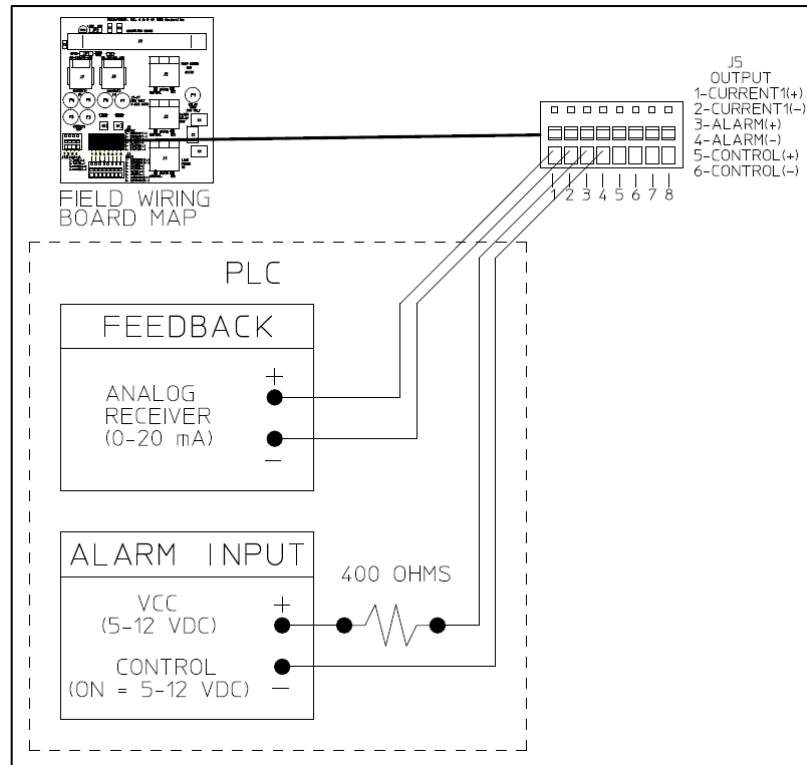 J5
OUTPUT
1-CURRENT1(+)
2-CURRENT1(-)
3-ALARM(+)
4-ALARM(-)
5-CONTROL(+)
6-CONTROL(-)
1 2 3 4 5 6 7 8
FIELD WIRING
BOARD MAP
PLC
FEEDBACK
ANALOG
RECEIVER
(0-20 mA)
+
-
ALARM INPUT
VCC
(5-12 VDC)
+
400 OHMS
CONTROL
(ON = 5-12 VDC)
-